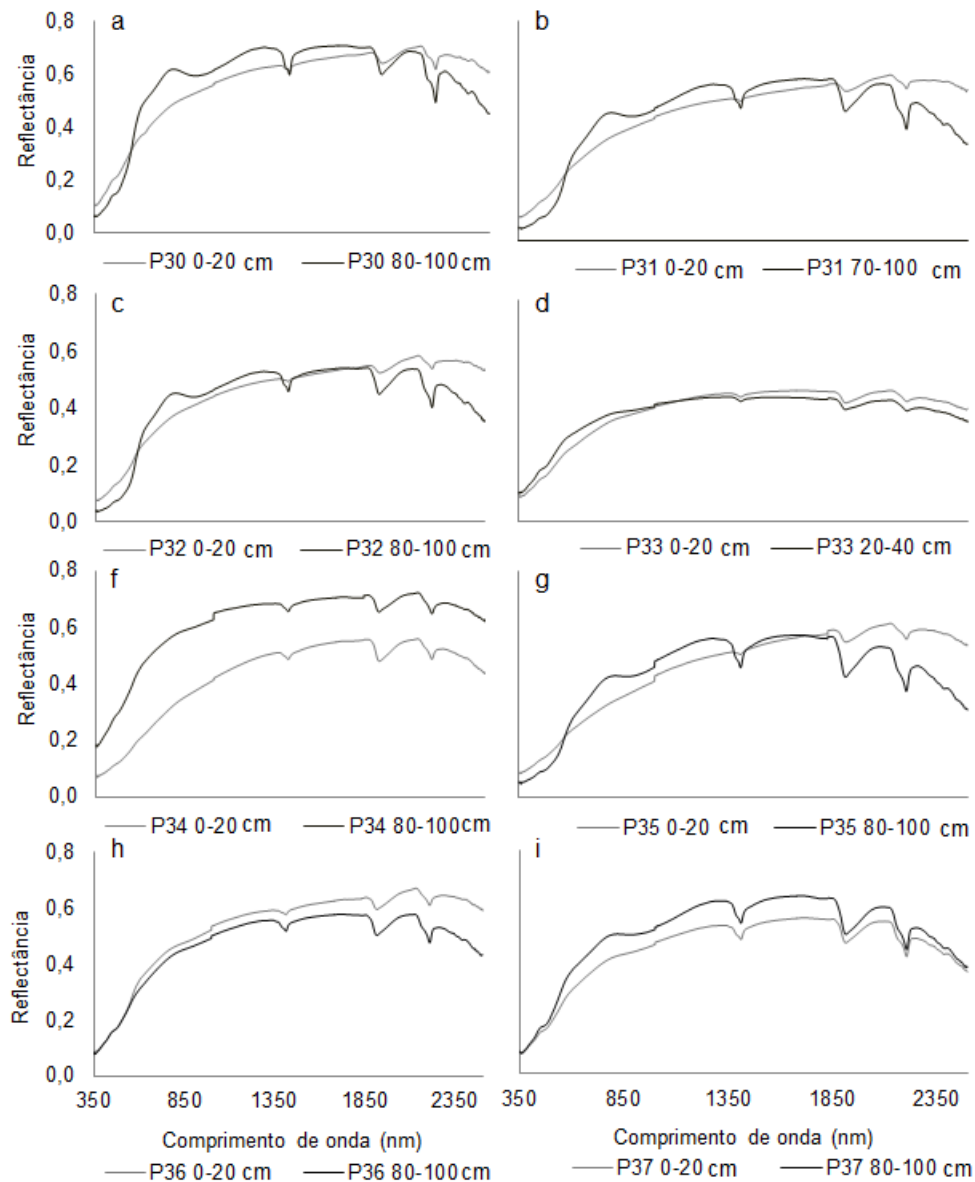 a
b
0,8
0,6
0,4
0,2
0,0
Reflectância
P30 0-20 cm
P30 80-100 cm
P31 0-20 cm
P31 70-100 cm
c
d
0,8
0,6
0,4
0,2
0,0
Reflectância
P32 0-20 cm
P32 80-100 cm
P33 0-20 cm
P33 20-40 cm
f
g
0,8
0,6
0,4
0,2
0,0
Reflectância
P34 0-20 cm
P34 80-100 cm
P35 0-20 cm
P35 80-100 cm
h
i
0,8
0,6
0,4
0,2
0,0
Reflectância
350 850 1350 1850 2350
350 850 1350 1850 2350
Comprimento de onda (nm)
Comprimento de onda (nm)
P36 0-20 cm
P36 80-100 cm
P37 0-20 cm
P37 80-100 cm